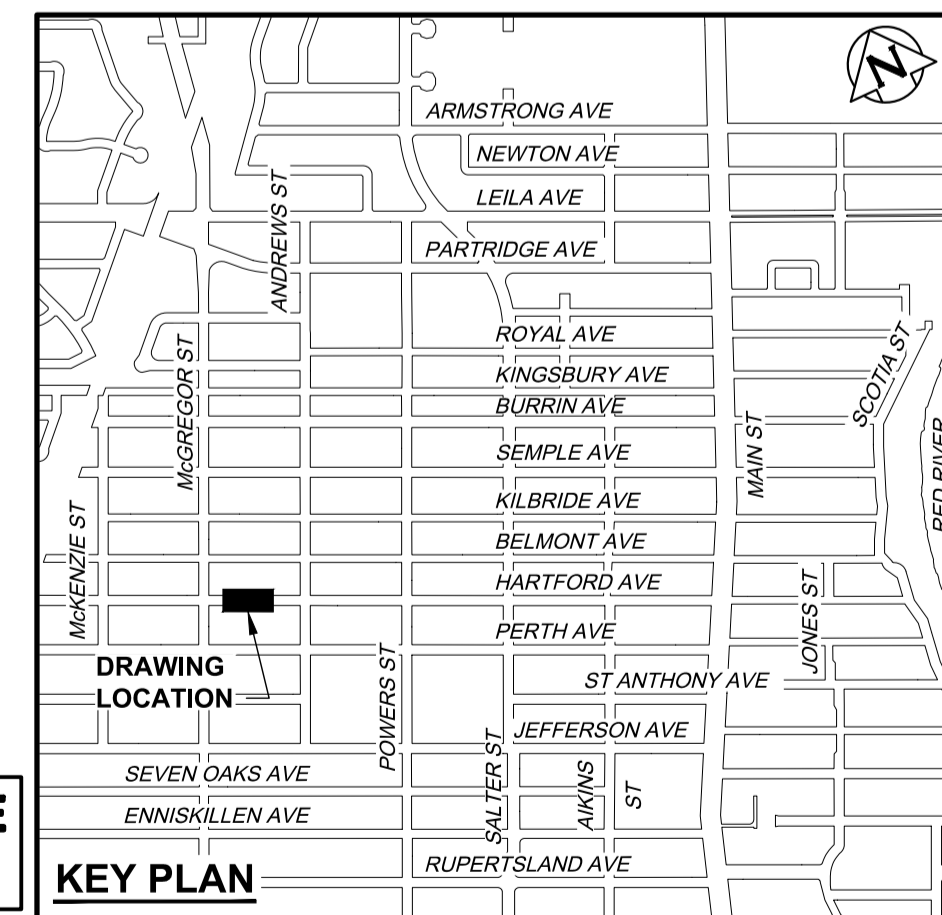 N
ARMSTRONG AVE
NEWTON AVE
LEILA AVE
ANDREWS ST
PARTRIDGE AVE
ROYAL AVE
SCOTIA ST
McGREGOR ST
KINGSBURY AVE
BURRIN AVE
MAIN ST
RED RIVER
SEMPLE AVE
KILBRIDE AVE
McKENZIE ST
BELMONT AVE
HARTFORD AVE
JONES ST
PERTH AVE
DRAWING
LOCATION
POWERS ST
ST ANTHONY AVE
JEFFERSON AVE
SEVEN OAKS AVE
SALTER ST
AIKINS
ST
ENNISKILLEN AVE
RUPERTSLAND AVE
KEY PLAN
E